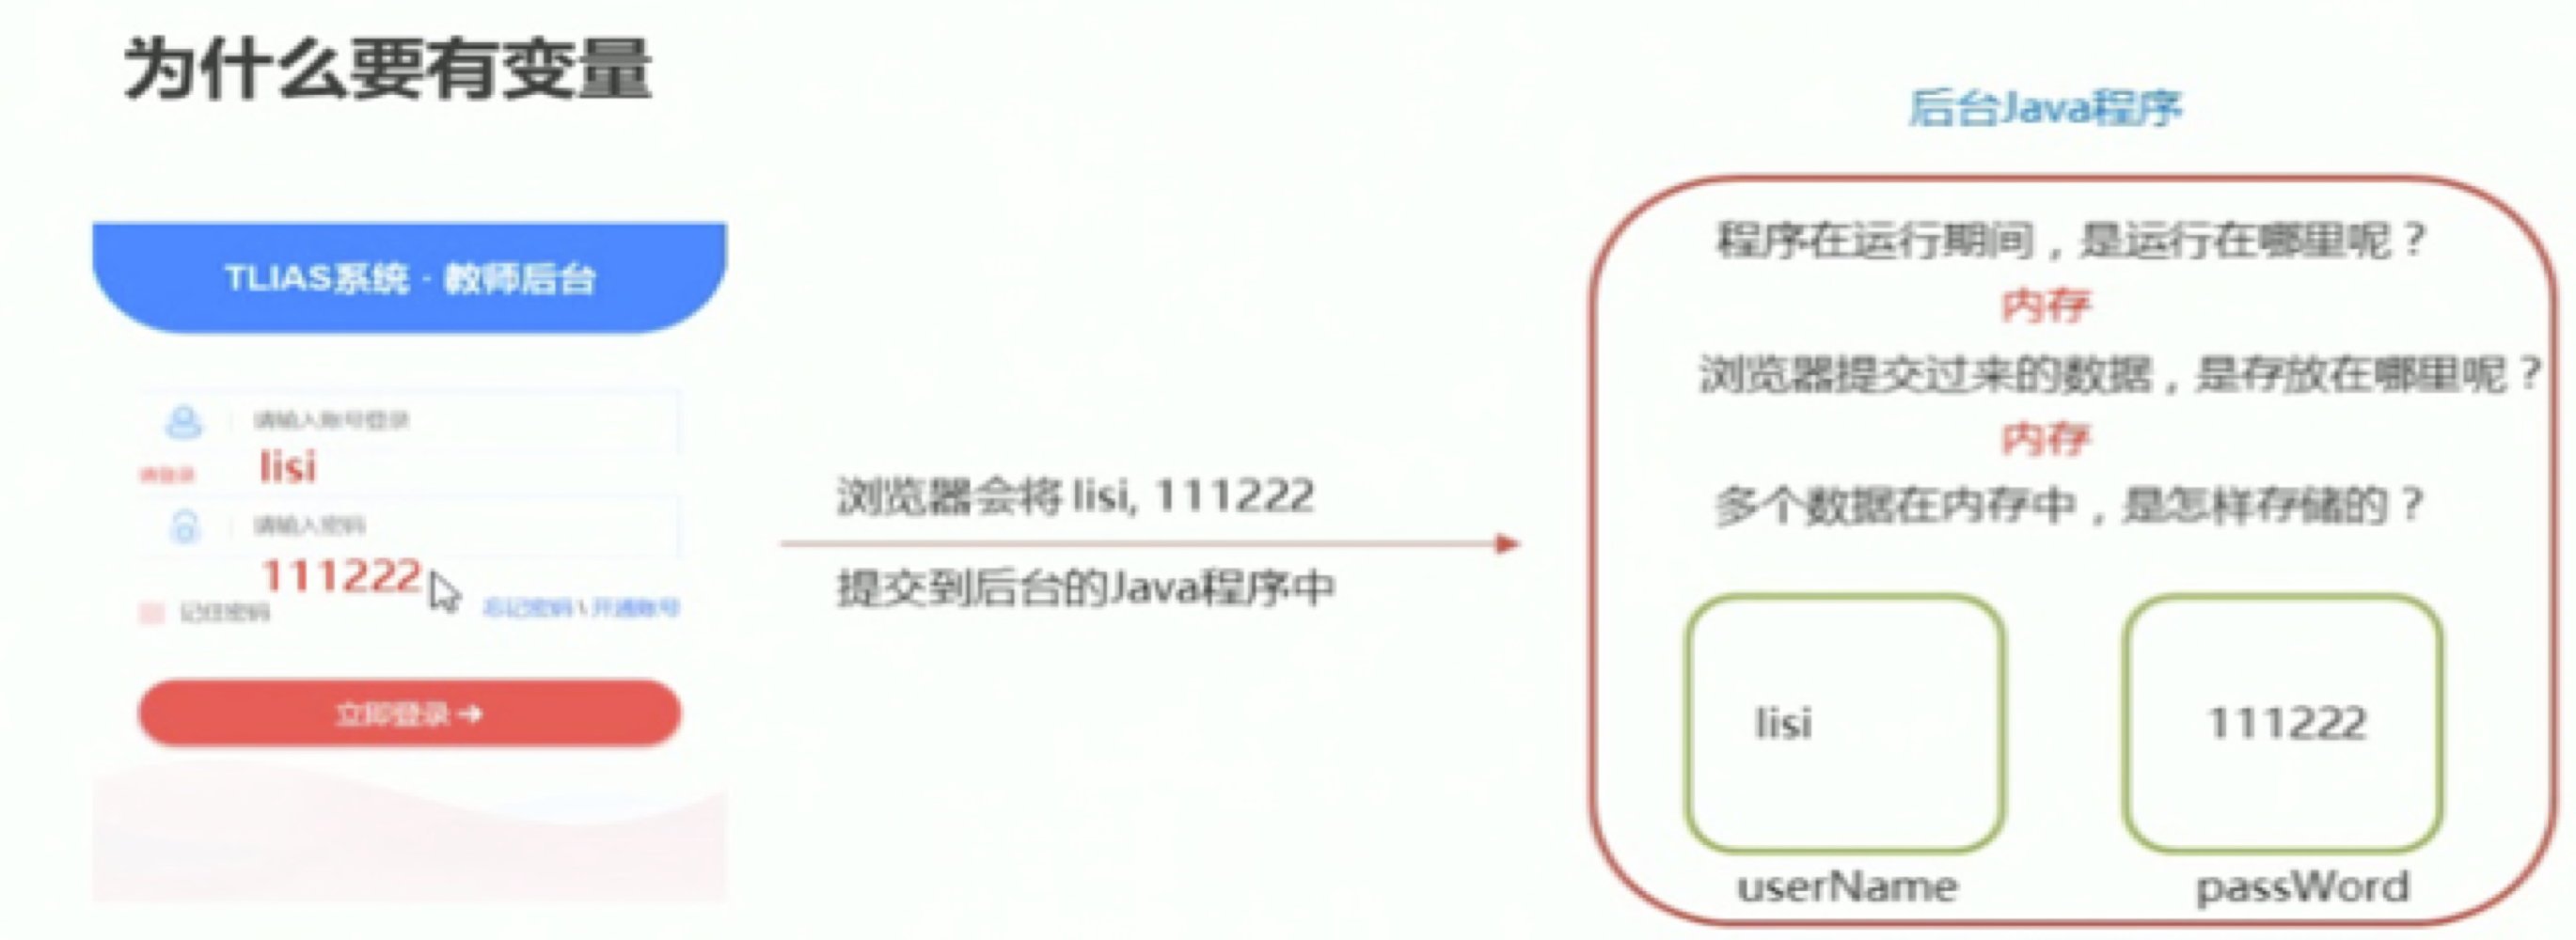 为什么要有变量
TLIAS系统 · 教师后台
请输入账号登录
lisi
请输入密码
111222
记住密码
忘记密码 \ 开通账号
立即登录 →
浏览器会将 lisi, 111222
提交到后台的Java程序中
后台Java程序
程序在运行期间，是运行在哪里呢？
内存
浏览器提交过来的数据，是存放在哪里呢？
内存
多个数据在内存中，是怎样存储的？
lisi
111222
userName
passWord